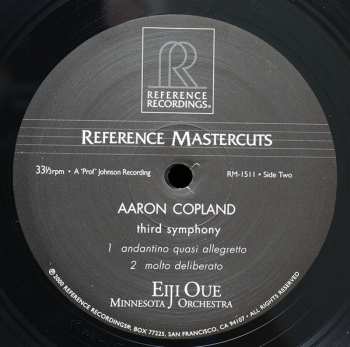 R
REFERENCE
RECORDINGS®
REFERENCE MASTERCUTS
33⅓rpm • A 'Prof' Johnson Recording RM-1511 • Side Two
AARON COPLAND
third symphony
1 andantino quasi allegretto
2 molto deliberato
EIJI OUE
MINNESOTA ORCHESTRA
©2000 REFERENCE RECORDINGS®, BOX 77225, SAN FRANCISCO, CA 94107 • ALL RIGHTS RESERVED